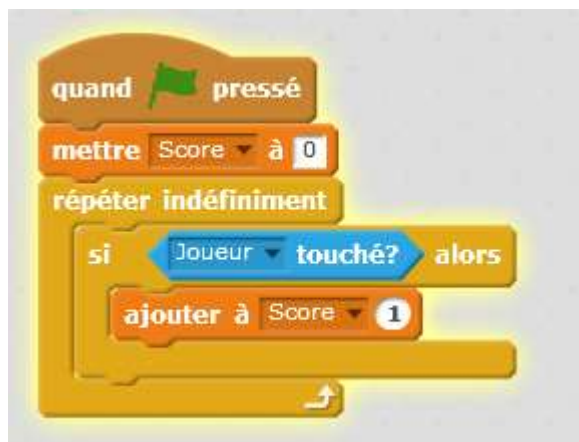 quand pressé
mettre Score à 0
répéter indéfiniment
si Joueur touché? alors
ajouter à Score 1